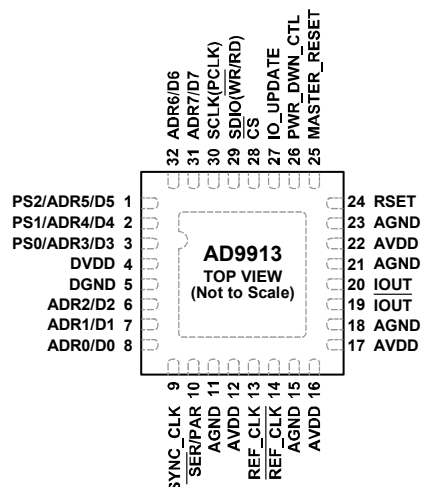 32 ADR6/D6
31 ADR7/D7
30 SCLK(PCLK)
29 SDIO(WR/RD)
28 CS
27 IO_UPDATE
26 PWR_DWN_CTL
25 MASTER_RESET
PS2/ADR5/D5 1
PS1/ADR4/D4 2
PS0/ADR3/D3 3
DVDD 4
DGND 5
ADR2/D2 6
ADR1/D1 7
ADR0/D0 8
AD9913
TOP VIEW
(Not to Scale)
24 RSET
23 AGND
22 AVDD
21 AGND
20 IOUT
19 IOUT
18 AGND
17 AVDD
SYNC_CLK 9
SER/PAR 10
AGND 11
AVDD 12
REF_CLK 13
REF_CLK 14
AGND 15
AVDD 16